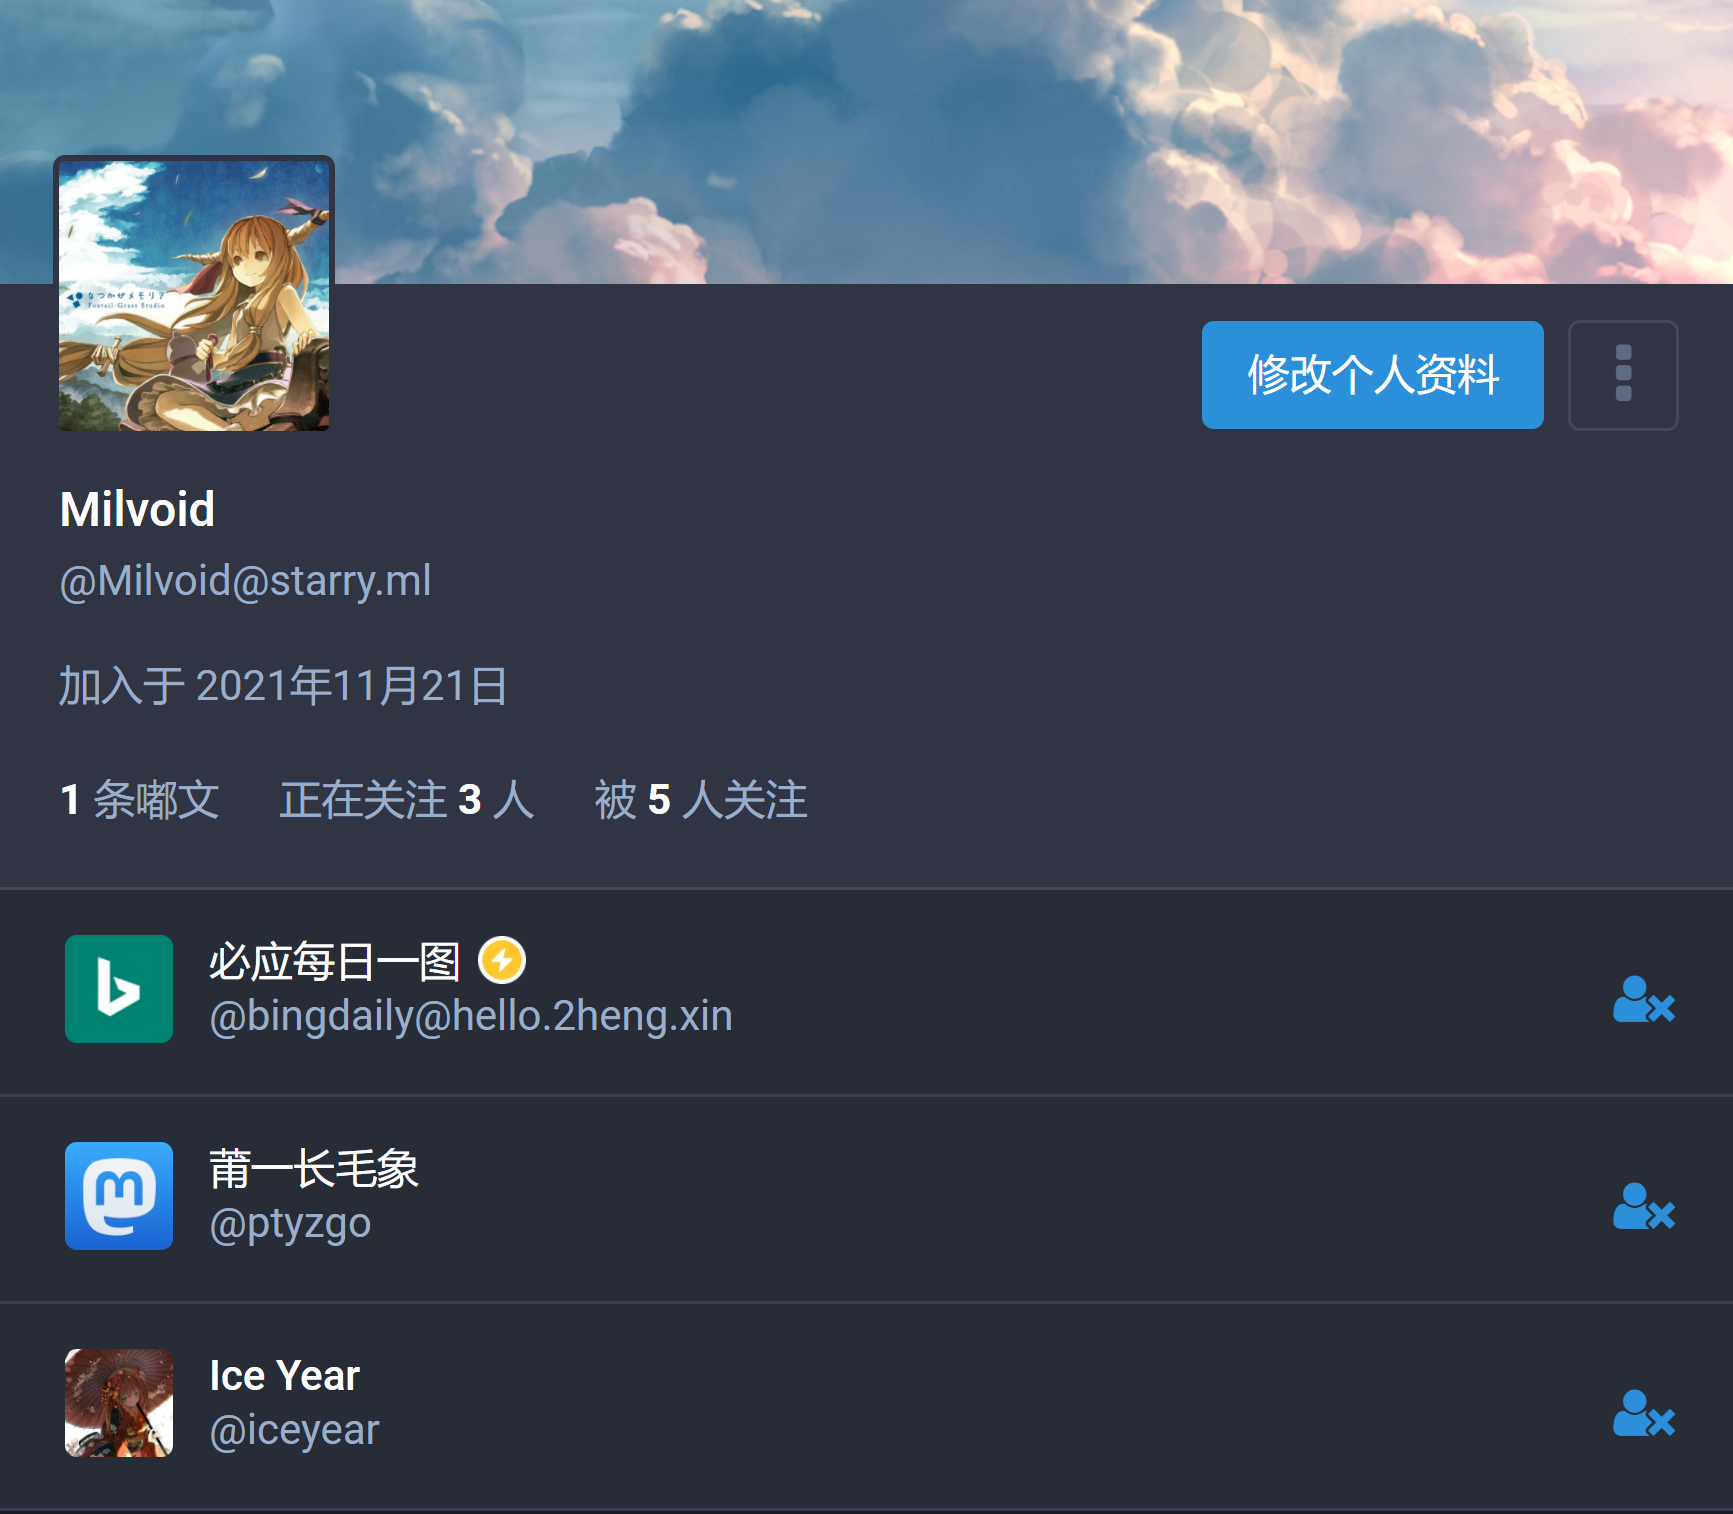 なつかぜメモリア
Foxtail-Grass Studio
修改个人资料
Milvoid
@Milvoid@starry.ml
加入于 2021年11月21日
1 条嘟文 正在关注 3 人 被 5 人关注
必应每日一图
@bingdaily@hello.2heng.xin
莆一长毛象
@ptyzgo
Ice Year
@iceyear